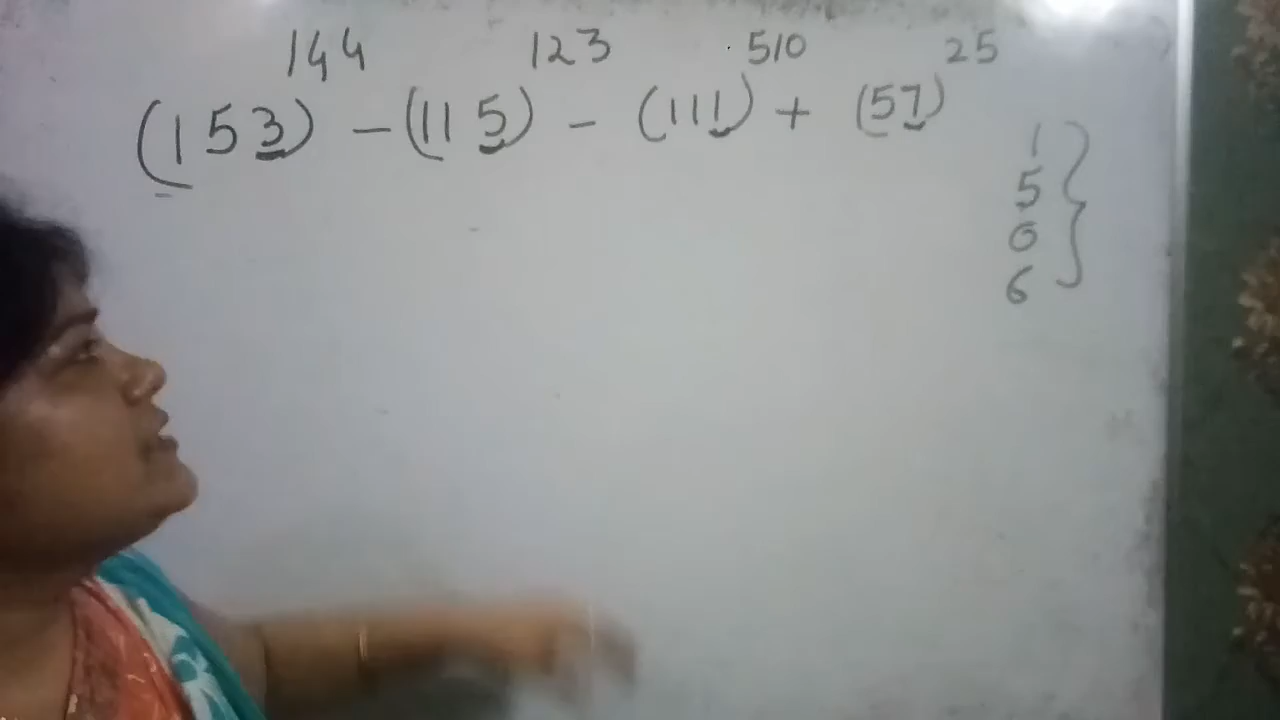 (153)^144 - (115)^123 - (111)^510 + (57)^25
1
5
0
6